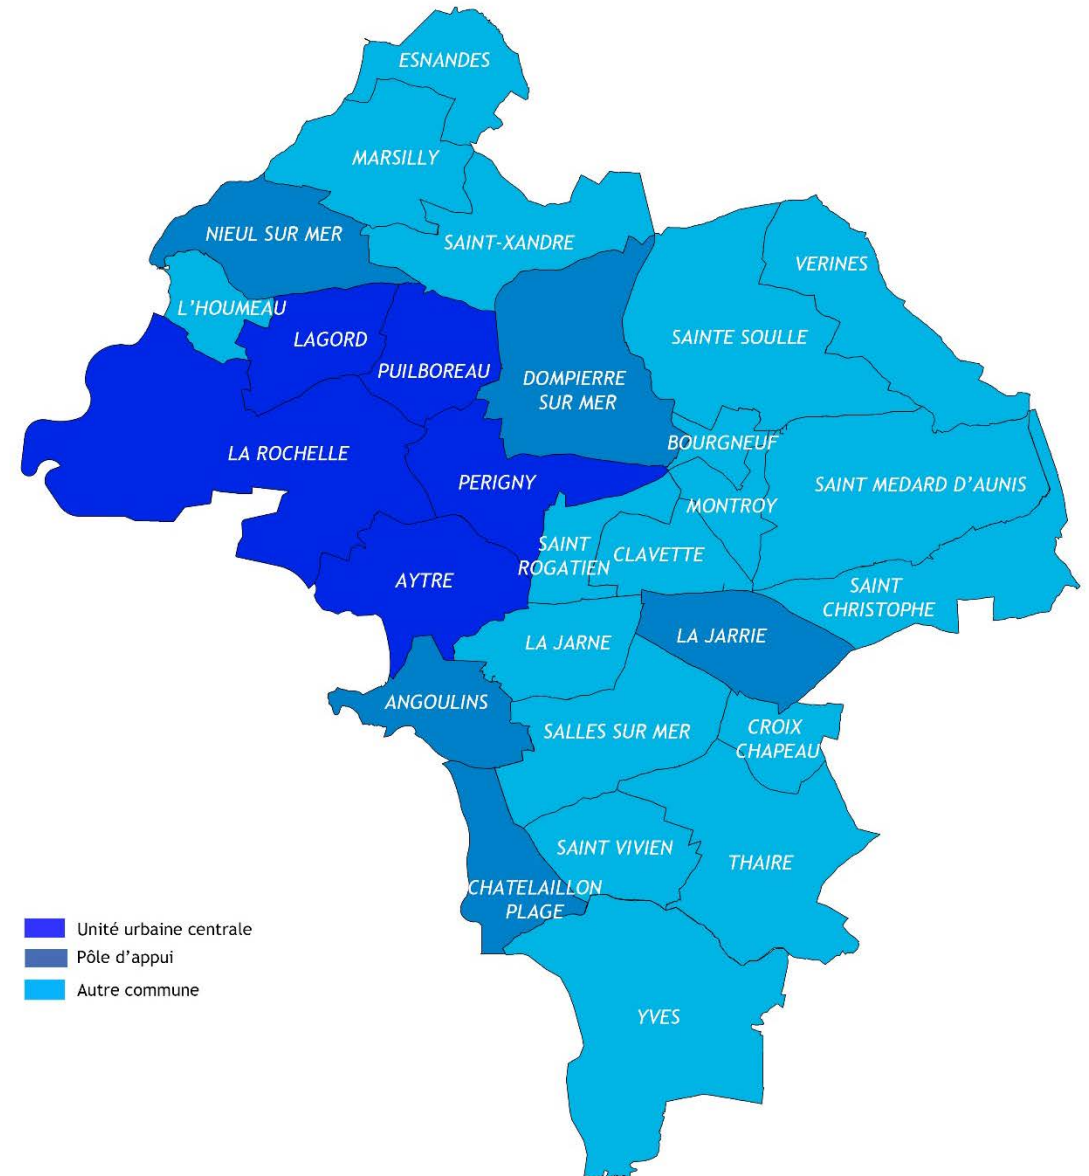 ESNANDES
MARSILLY
NIEUL SUR MER
SAINT-XANDRE
VERINES
L'HOUMEAU
LAGORD
SAINTE SOULLE
PUILBOREAU
DOMPIERRE
SUR MER
BOURGNEUF
LA ROCHELLE
PERIGNY
SAINT MEDARD D'AUNIS
MONTROY
SAINT
ROGATIEN
CLAVETTE
AYTRE
SAINT
CHRISTOPHE
LA JARNE
LA JARRIE
ANGOULINS
SALLES SUR MER
CROIX
CHAPEAU
SAINT VIVIEN
THAIRE
CHATELAILLON
PLAGE
Unité urbaine centrale
Pôle d'appui
Autre commune
YVES